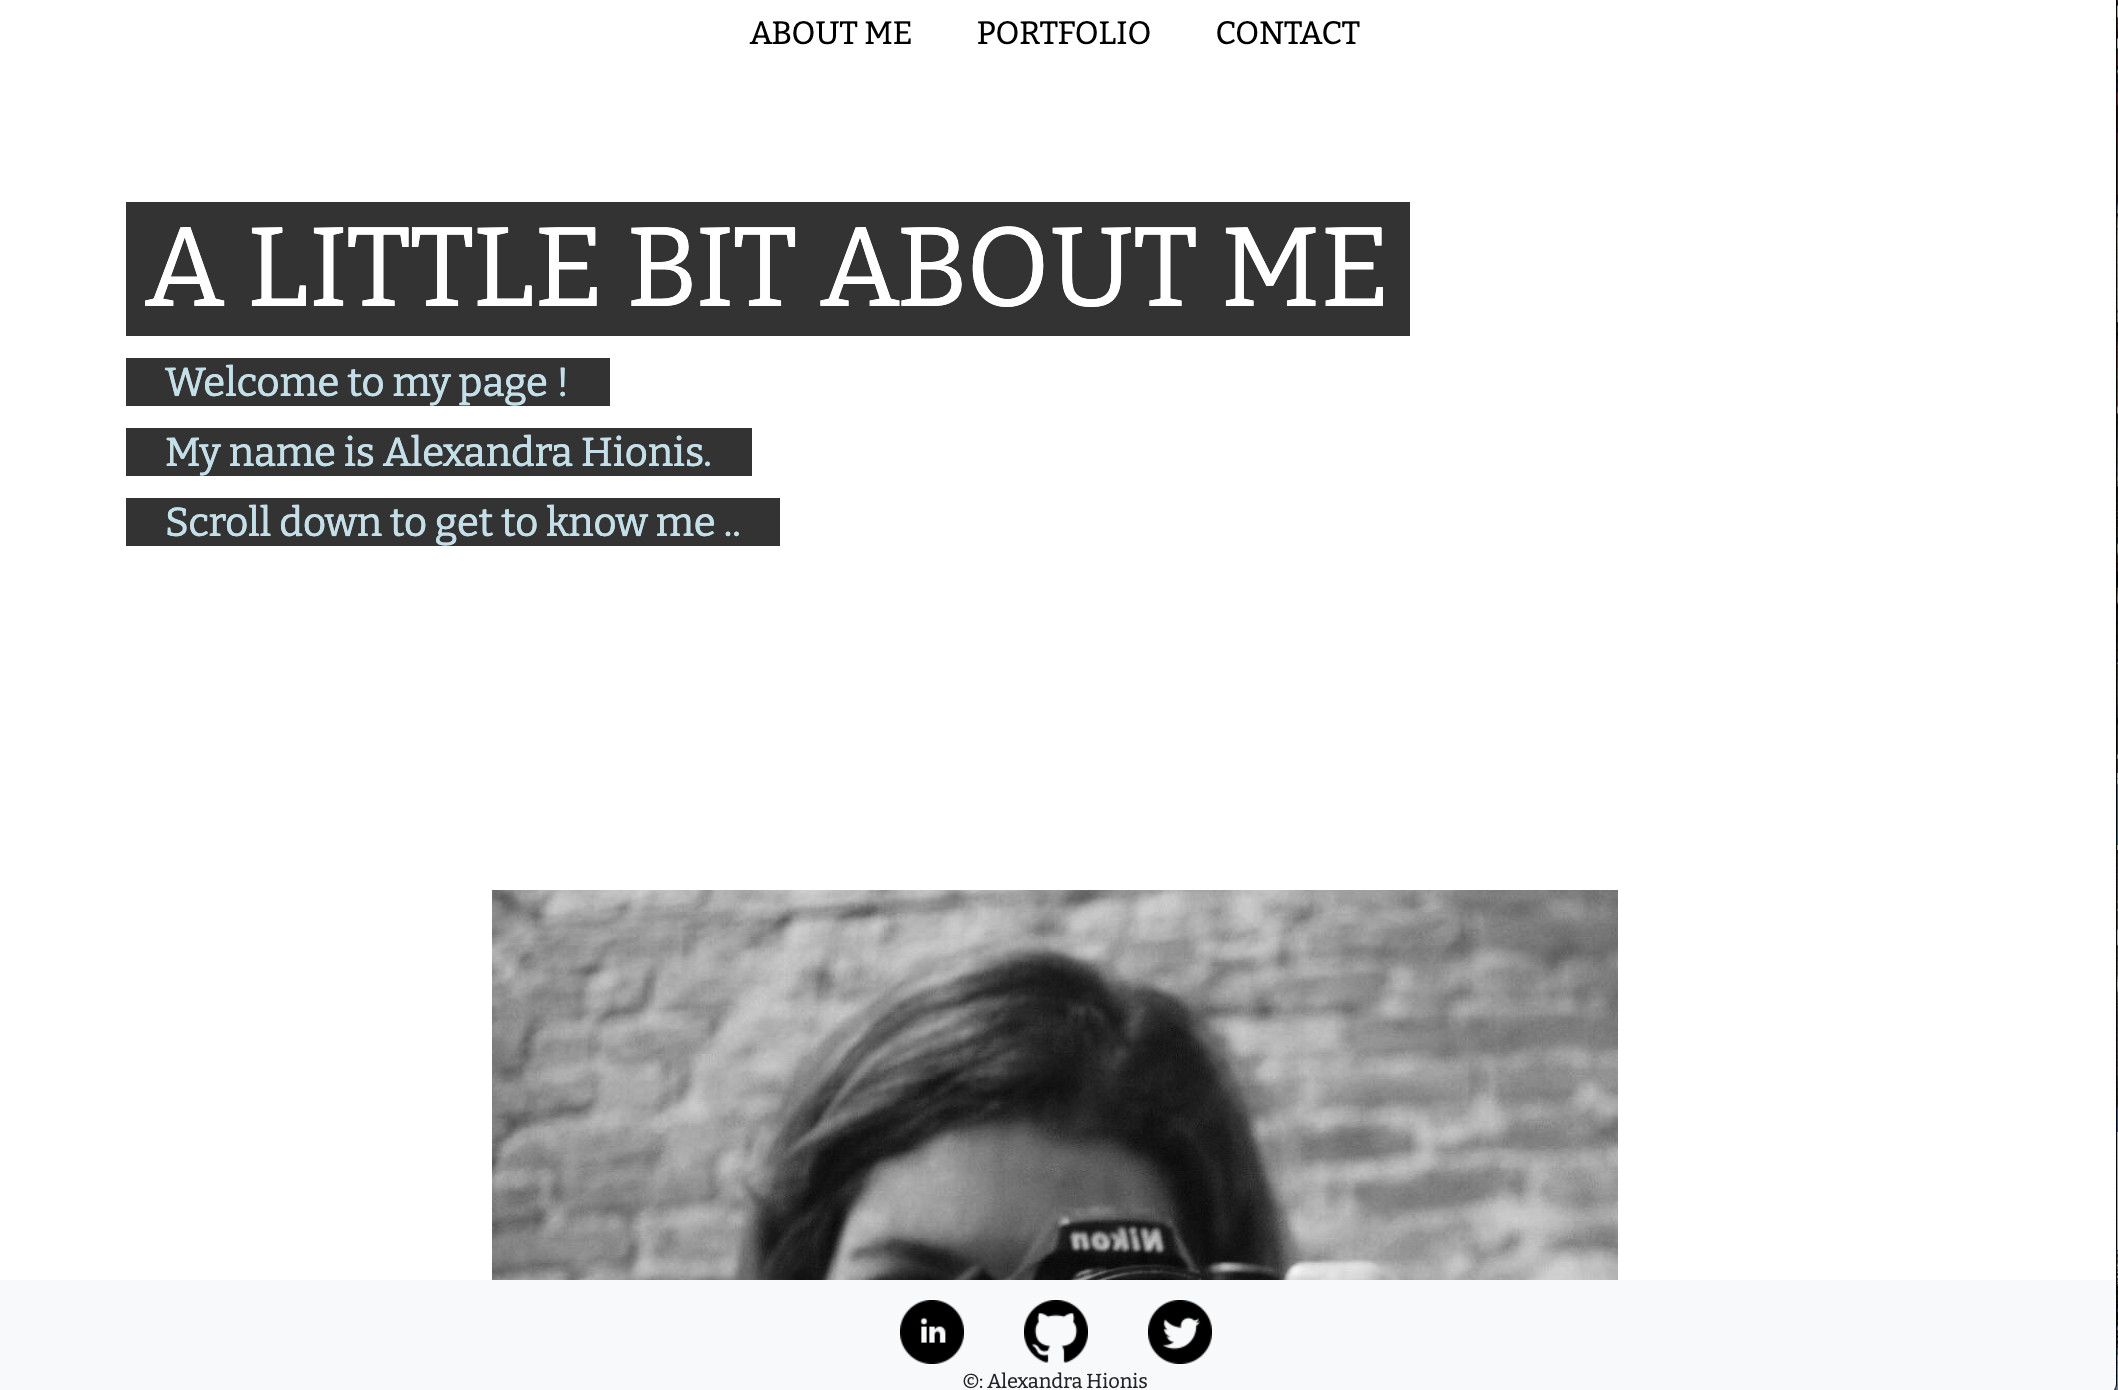 ABOUT ME PORTFOLIO CONTACT
A LITTLE BIT ABOUT ME
Welcome to my page !
My name is Alexandra Hionis.
Scroll down to get to know me ..
Nikon
in
©: Alexandra Hionis